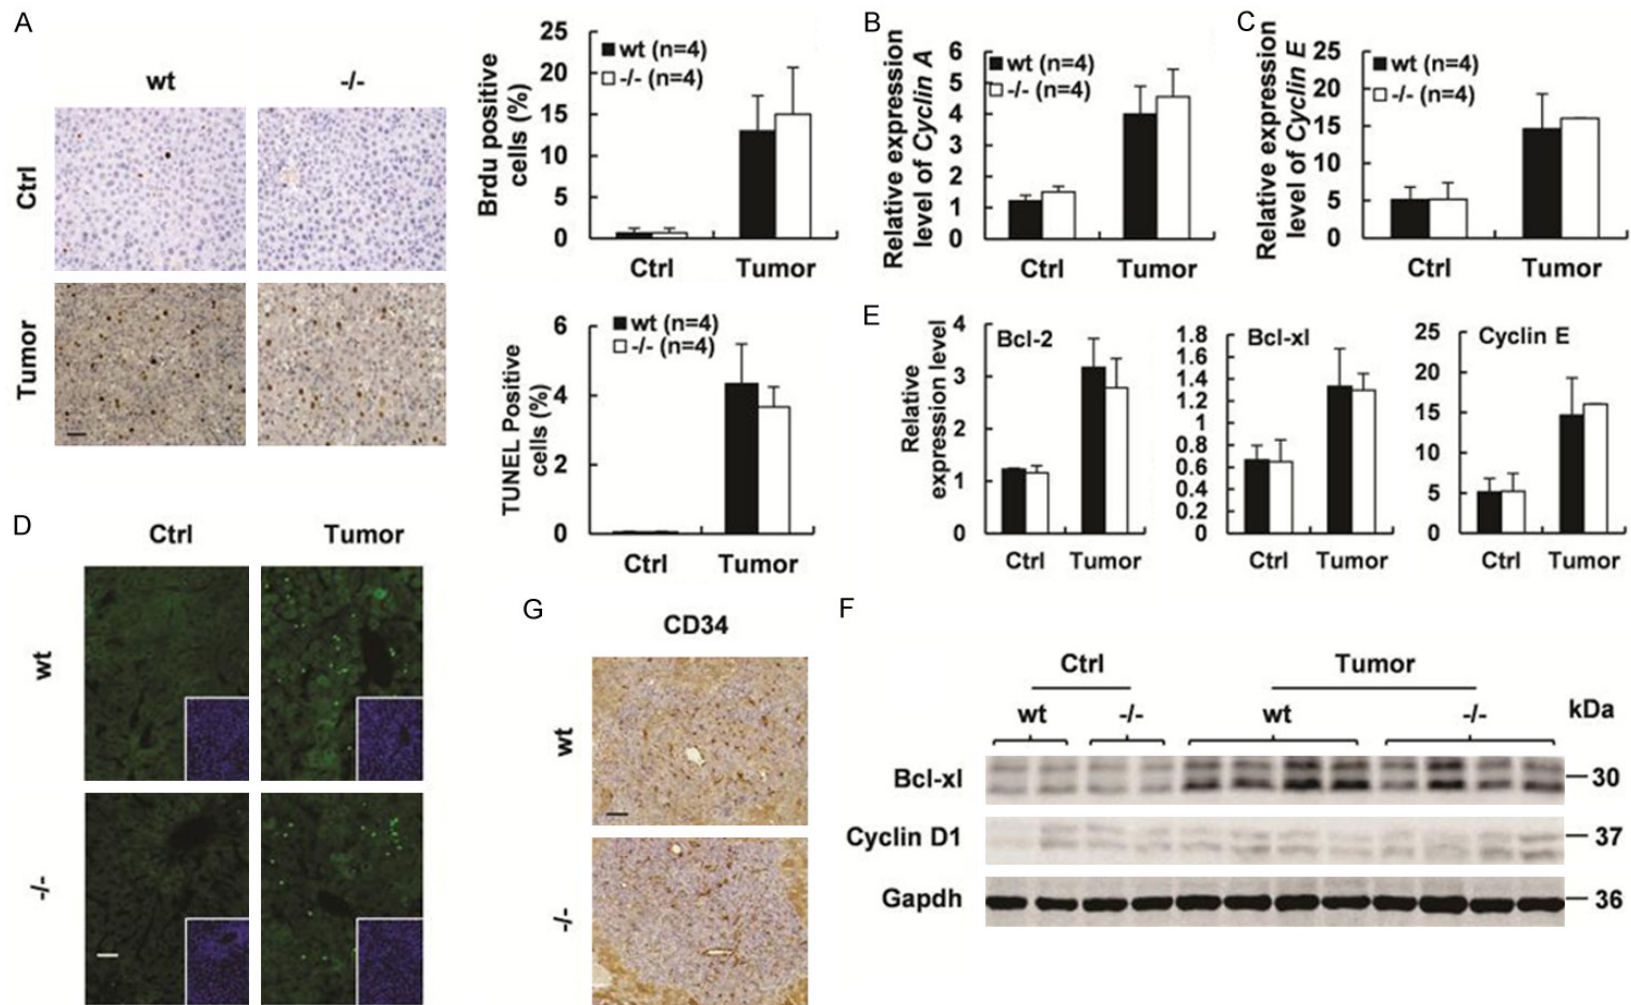 A
wt
-/-
Ctrl
Tumor
Brdu positive
cells (%)
25
20
15
10
5
0
wt (n=4)
-/- (n=4)
Ctrl
Tumor
TUNEL Positive
cells (%)
6
4
2
0
wt (n=4)
-/- (n=4)
Ctrl
Tumor
B
Relative expression
level of Cyclin A
6
5
4
3
2
1
0
wt (n=4)
-/- (n=4)
Ctrl
Tumor
C
Relative expression
level of Cyclin E
25
20
15
10
5
0
wt (n=4)
-/- (n=4)
Ctrl
Tumor
D
Ctrl
Tumor
wt
-/-
E
Relative
expression level
4
3
2
1
0
Bcl-2
Ctrl
Tumor
1.8
1.6
1.4
1.2
1
0.8
0.6
0.4
0.2
0
Bcl-xl
Ctrl
Tumor
25
20
15
10
5
0
Cyclin E
Ctrl
Tumor
G
CD34
wt
-/-
F
Ctrl
Tumor
wt
-/-
wt
-/-
kDa
Bcl-xl
30
Cyclin D1
37
Gapdh
36